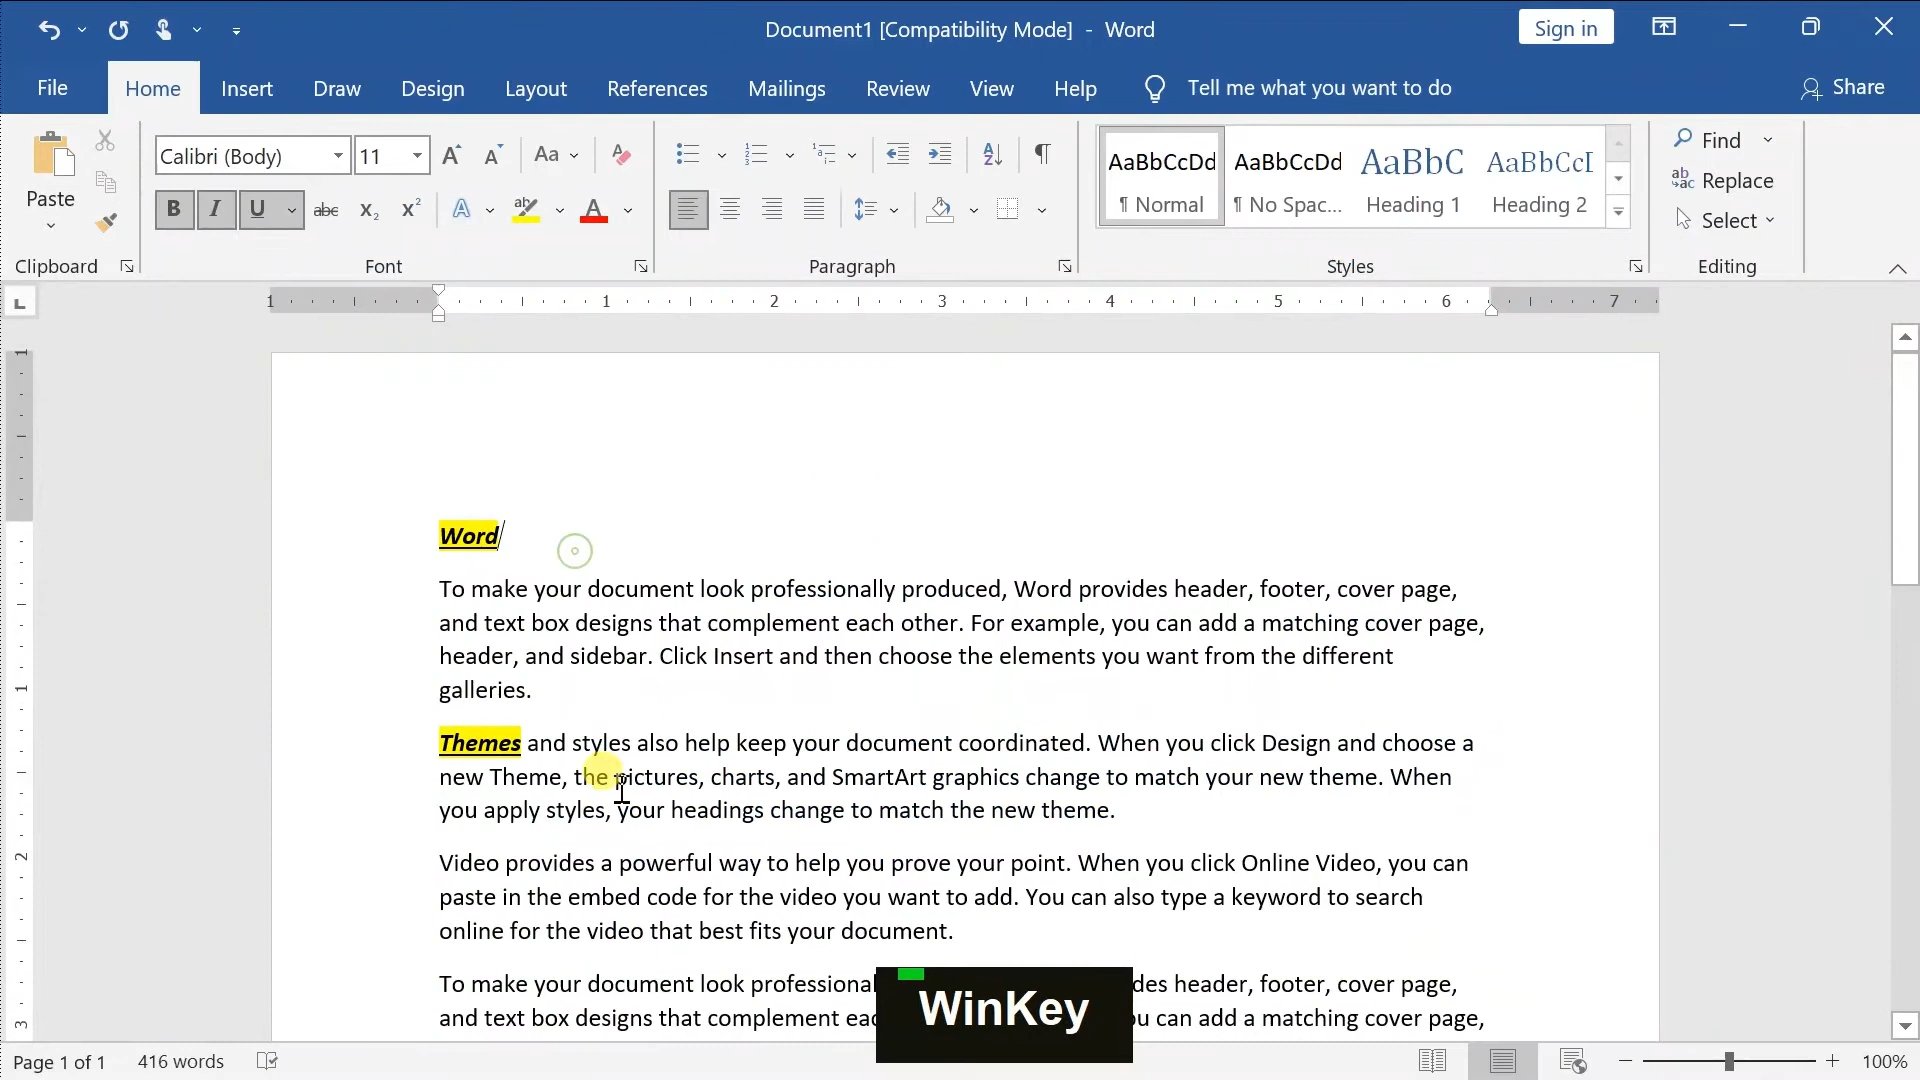 Document1 [Compatibility Mode] - Word
Sign in
File Home Insert Draw Design Layout References Mailings Review View Help Tell me what you want to do Share
Paste
Clipboard
Calibri (Body) 11
Aa
B I U abc X₂ X² A A
Font
Paragraph
AaBbCcDd AaBbCcDd AaBbC AaBbCcI
¶ Normal ¶ No Spac... Heading 1 Heading 2
Styles
Find
Replace
Select
Editing
1 1 2 3 4 5 6 7
Word
To make your document look professionally produced, Word provides header, footer, cover page,
and text box designs that complement each other. For example, you can add a matching cover page,
header, and sidebar. Click Insert and then choose the elements you want from the different
galleries.
Themes and styles also help keep your document coordinated. When you click Design and choose a
new Theme, the pictures, charts, and SmartArt graphics change to match your new theme. When
you apply styles, your headings change to match the new theme.
Video provides a powerful way to help you prove your point. When you click Online Video, you can
paste in the embed code for the video you want to add. You can also type a keyword to search
online for the video that best fits your document.
To make your document look professional des header, footer, cover page,
and text box designs that complement eac u can add a matching cover page,
WinKey
Page 1 of 1 416 words 100%